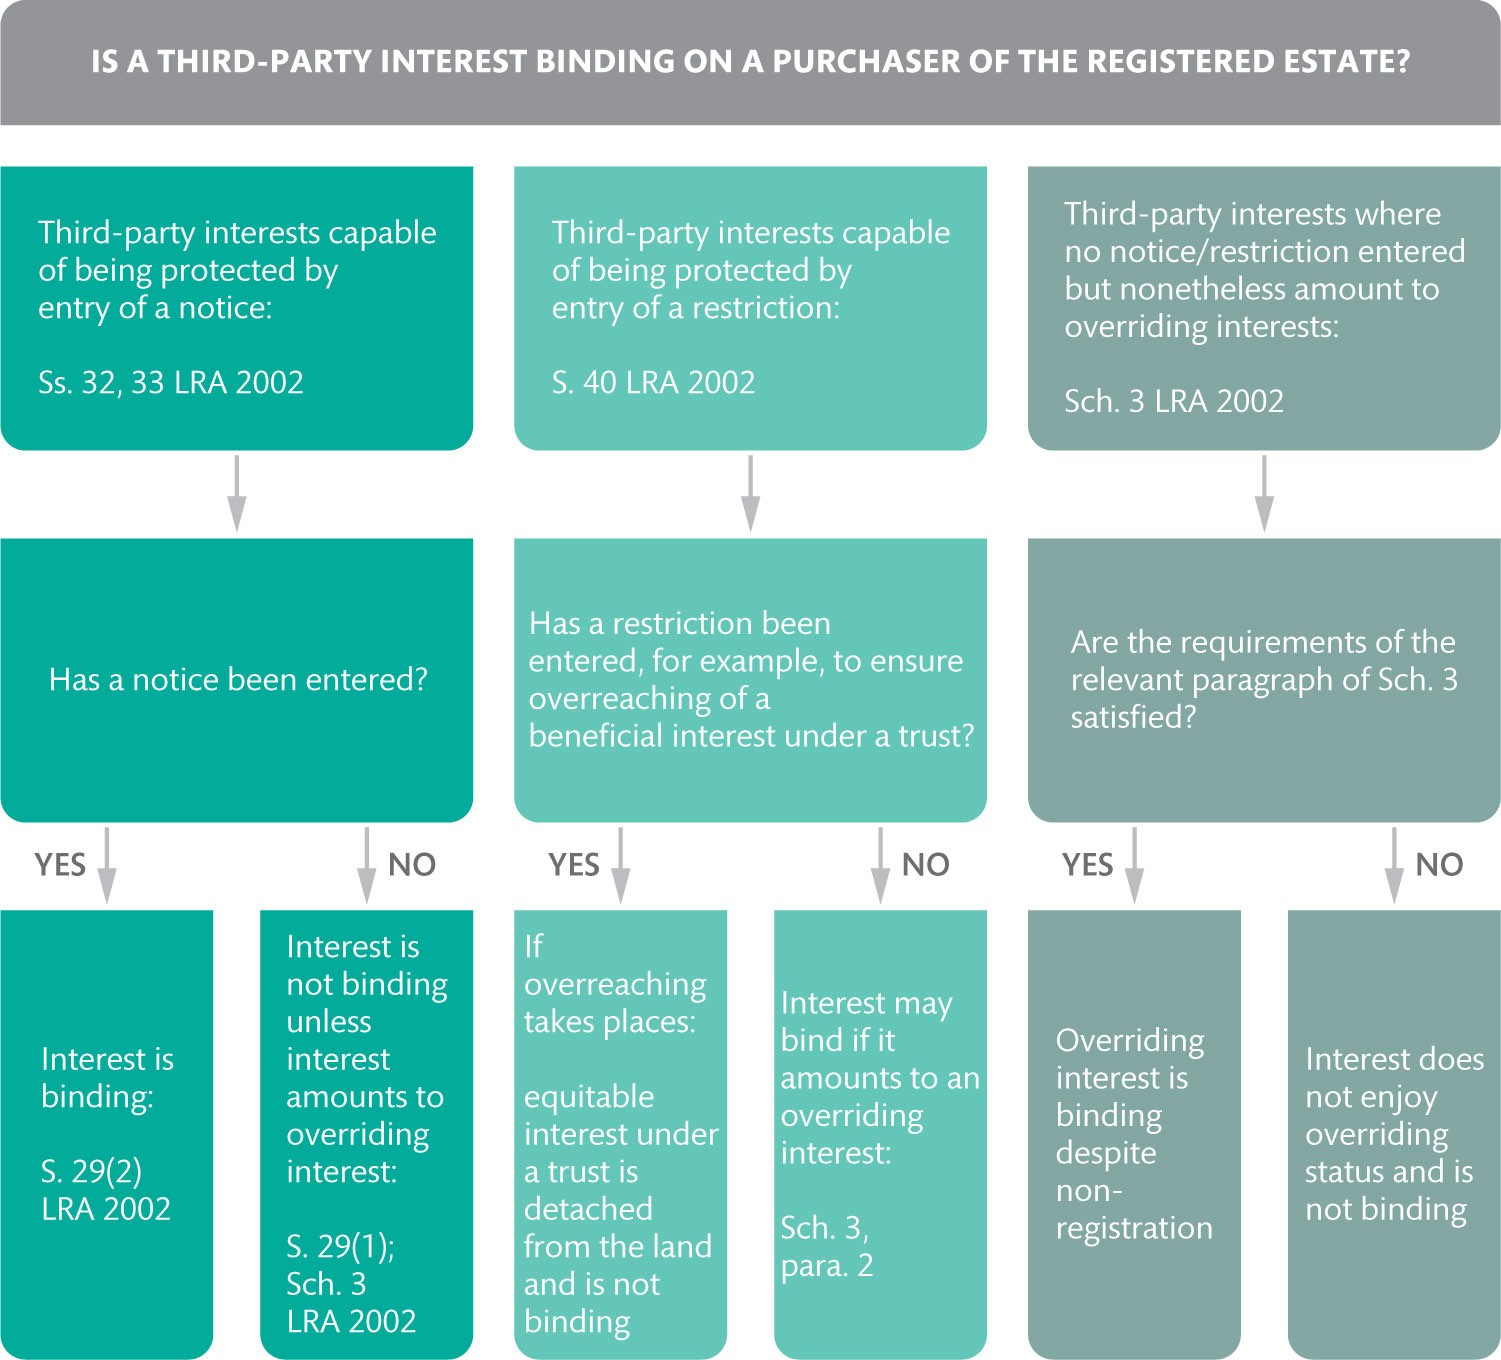 IS A THIRD-PARTY INTEREST BINDING ON A PURCHASER OF THE REGISTERED ESTATE?
Third-party interests capable
of being protected by
entry of a notice:
Ss. 32, 33 LRA 2002
Third-party interests capable
of being protected by
entry of a restriction:
S. 40 LRA 2002
Third-party interests where
no notice/restriction entered
but nonetheless amount to
overriding interests:
Sch. 3 LRA 2002
Has a notice been entered?
Has a restriction been
entered, for example, to ensure
overreaching of a
beneficial interest under a trust?
Are the requirements of the
relevant paragraph of Sch. 3
satisfied?
YES
NO
YES
NO
YES
NO
Interest is
binding:
S. 29(2)
LRA 2002
Interest is
not binding
unless
interest
amounts to
overriding
interest:
S. 29(1);
Sch. 3
LRA 2002
If
overreaching
takes places:
equitable
interest under
a trust is
detached
from the land
and is not
binding
Interest may
bind if it
amounts to an
overriding
interest:
Sch. 3,
para. 2
Overriding
interest is
binding
despite
non-
registration
Interest does
not enjoy
overriding
status and is
not binding